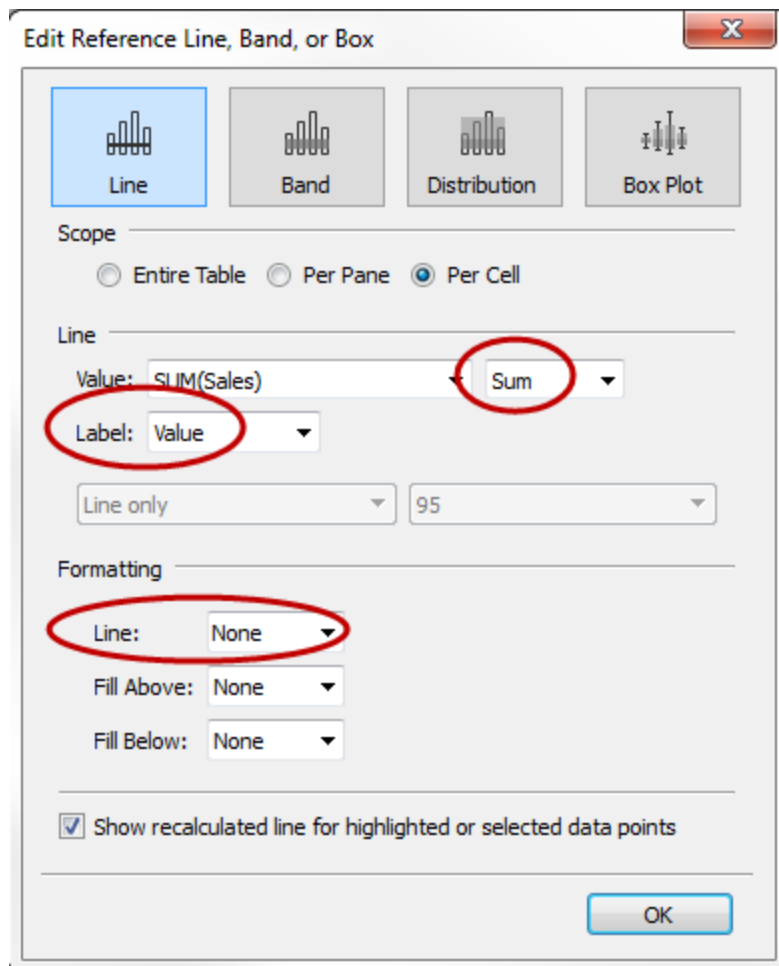 Edit Reference Line, Band, or Box
Line Band Distribution Box Plot
Scope
Entire Table Per Pane Per Cell
Line
Value: SUM(Sales) Sum
Label: Value
Line only 95
Formatting
Line: None
Fill Above: None
Fill Below: None
Show recalculated line for highlighted or selected data points
OK